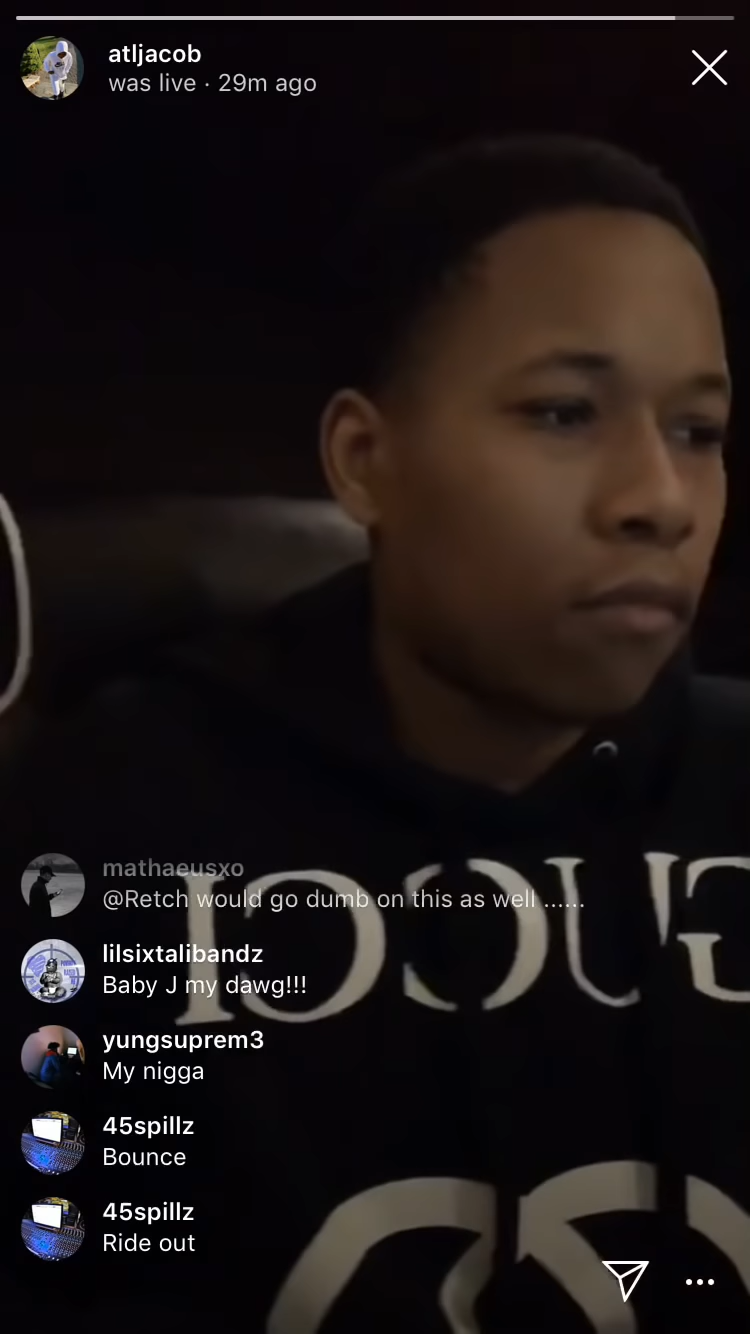 atljacob
was live · 29m ago
mathaeusxo
@Retch would go dumb on this as well ......
lilsixtalibandz
Baby J my dawg!!!
yungsuprem3
My nigga
45spillz
Bounce
45spillz
Ride out
GUCCI